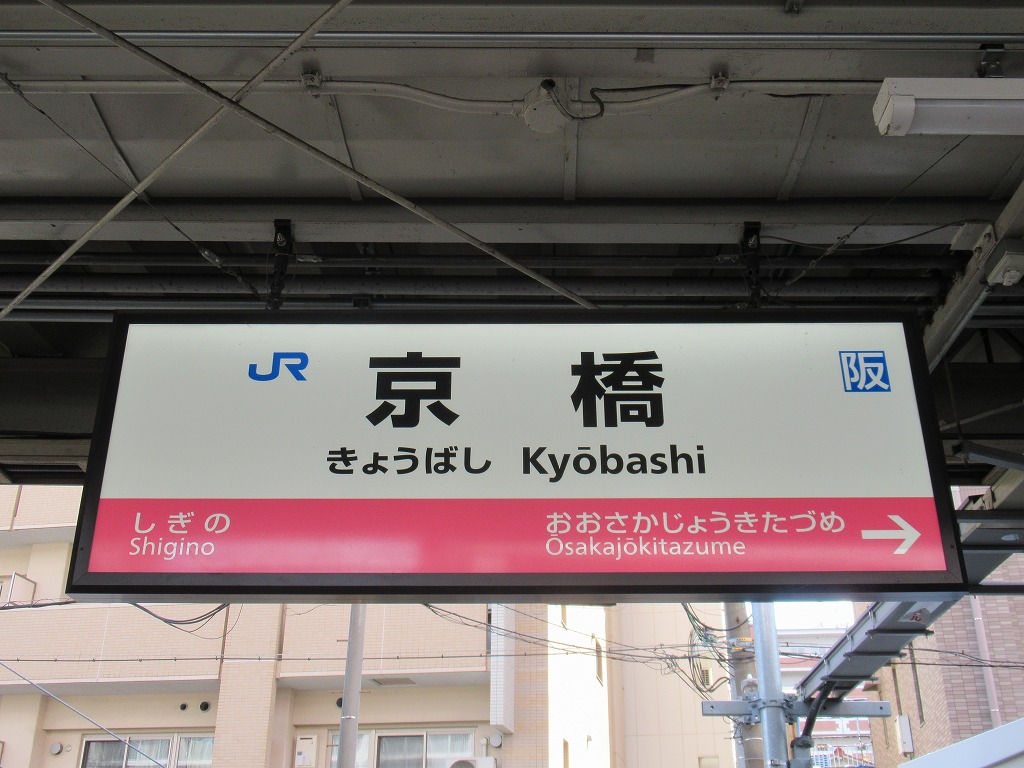 JR 京橋 阪
きょうばし Kyōbashi
しぎの おおさかじょうきたづめ →
Shigino Ōsakajōkitazume